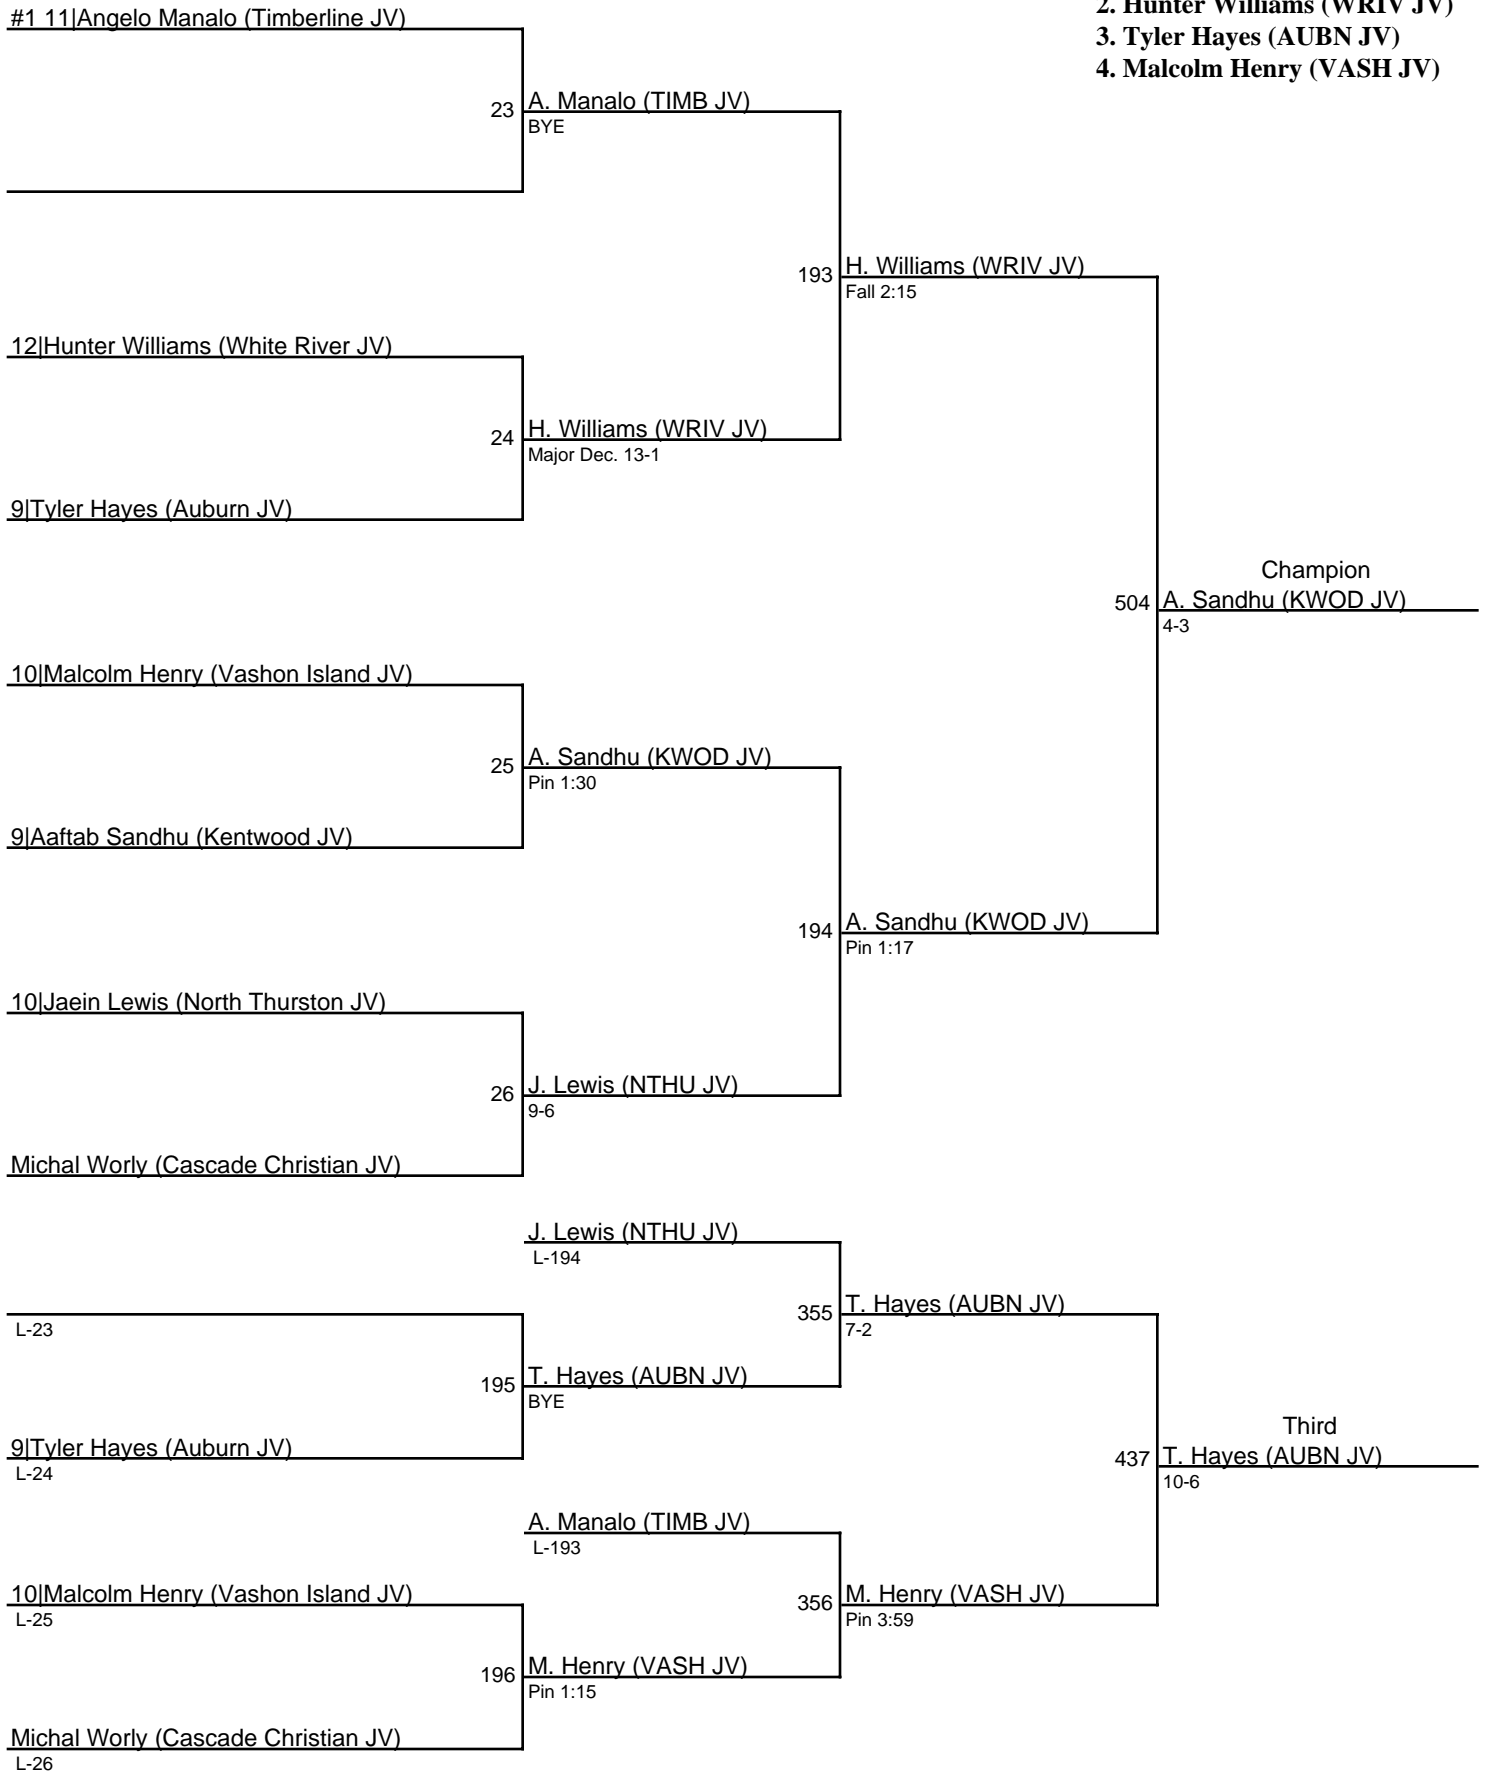 #1 11|Angelo Manalo (Timberline JV)
2. Hunter Williams (WRIV JV)
3. Tyler Hayes (AUBN JV)
4. Malcolm Henry (VASH JV)
23 A. Manalo (TIMB JV)
BYE
193 H. Williams (WRIV JV)
Fall 2:15
12|Hunter Williams (White River JV)
24 H. Williams (WRIV JV)
Major Dec. 13-1
9|Tyler Hayes (Auburn JV)
Champion
504 A. Sandhu (KWOD JV)
4-3
10|Malcolm Henry (Vashon Island JV)
25 A. Sandhu (KWOD JV)
Pin 1:30
9|Aaftab Sandhu (Kentwood JV)
194 A. Sandhu (KWOD JV)
Pin 1:17
10|Jaein Lewis (North Thurston JV)
26 J. Lewis (NTHU JV)
9-6
Michal Worly (Cascade Christian JV)
J. Lewis (NTHU JV)
L-194
355 T. Hayes (AUBN JV)
7-2
L-23
195 T. Hayes (AUBN JV)
BYE
9|Tyler Hayes (Auburn JV)
L-24
Third
437 T. Hayes (AUBN JV)
10-6
A. Manalo (TIMB JV)
L-193
10|Malcolm Henry (Vashon Island JV)
L-25
356 M. Henry (VASH JV)
Pin 3:59
196 M. Henry (VASH JV)
Pin 1:15
Michal Worly (Cascade Christian JV)
L-26